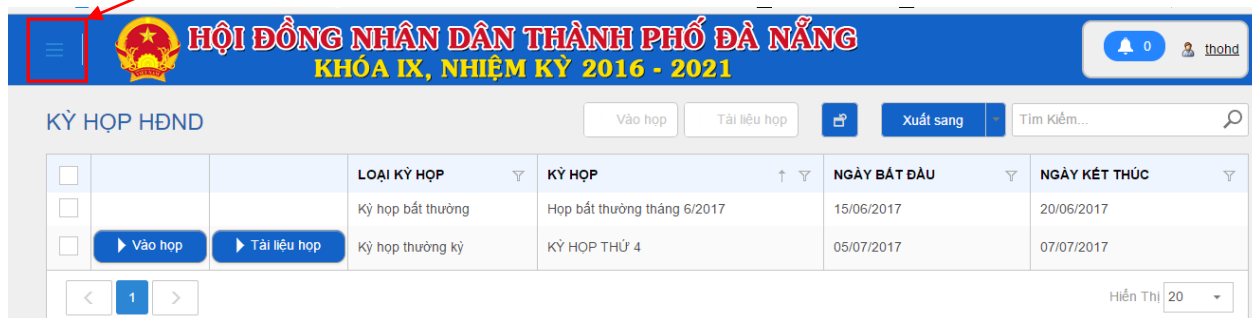 HỘI ĐỒNG NHÂN DÂN THÀNH PHỐ ĐÀ NẴNG
KHÓA IX, NHIỆM KỲ 2016 - 2021
0 thohd
KỲ HỌP HĐND Vào họp Tài liệu họp Xuất sang Tìm Kiếm...
LOẠI KỲ HỌP KỲ HỌP NGÀY BẮT ĐẦU NGÀY KẾT THÚC
Kỳ họp bất thường Họp bất thường tháng 6/2017 15/06/2017 20/06/2017
Vào họp Tài liệu họp Kỳ họp thường kỳ KỲ HỌP THỨ 4 05/07/2017 07/07/2017
1 Hiển Thị 20